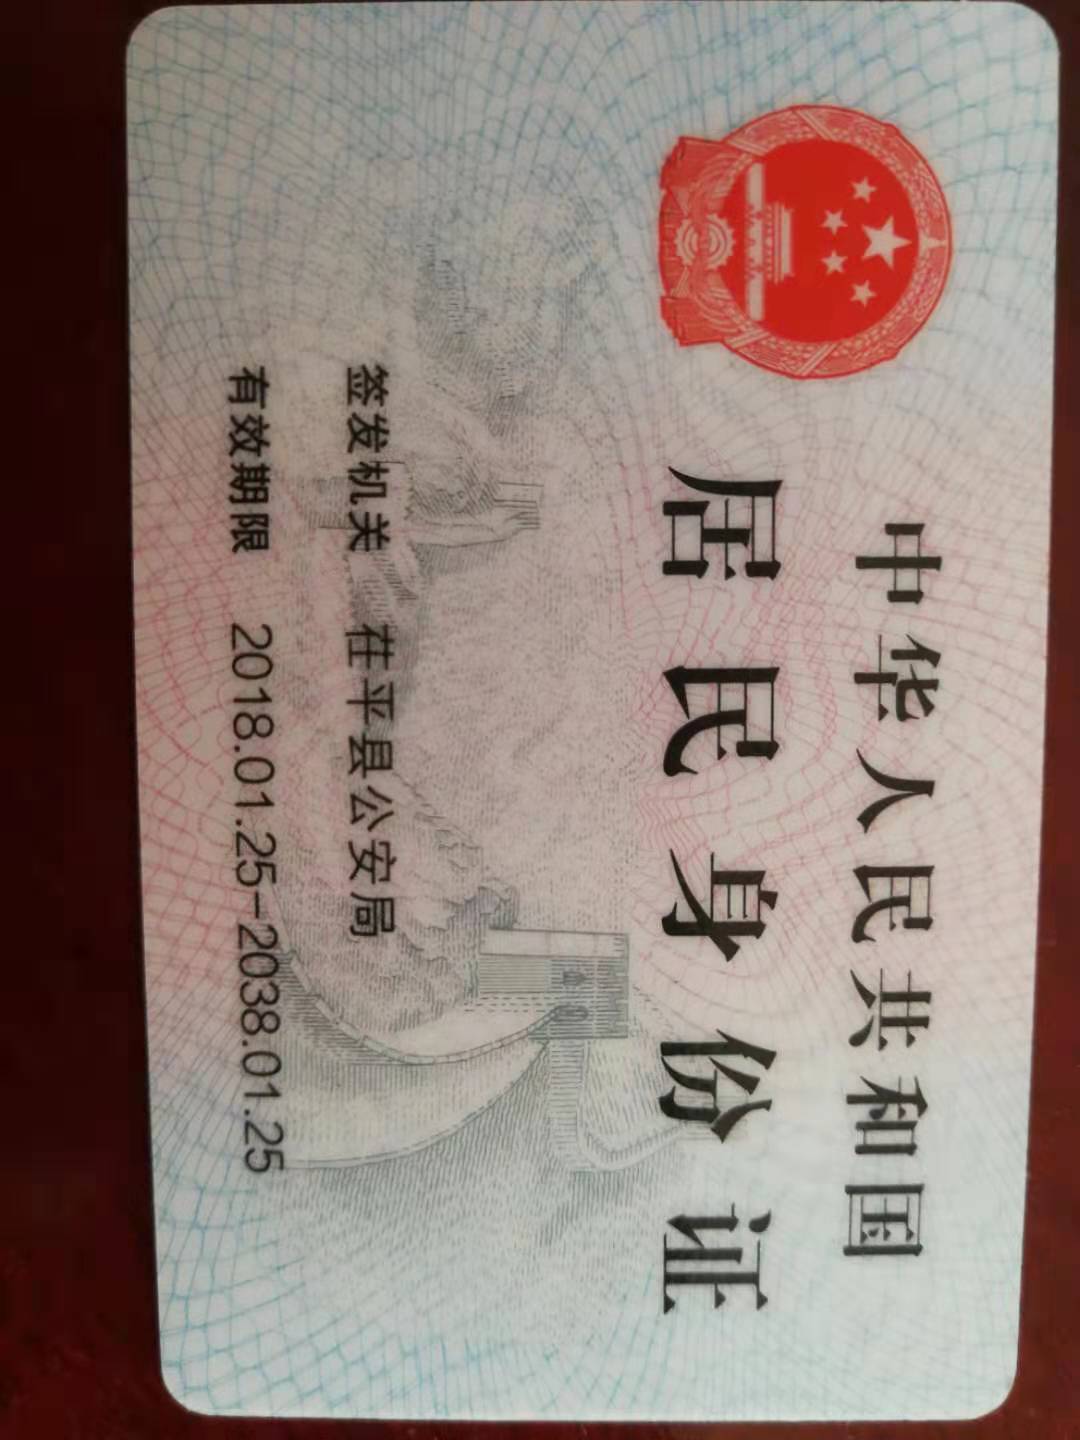 中华人民共和国
居民身份证
签发机关 茌平县公安局
有效期限 2018.01.25-2038.01.25